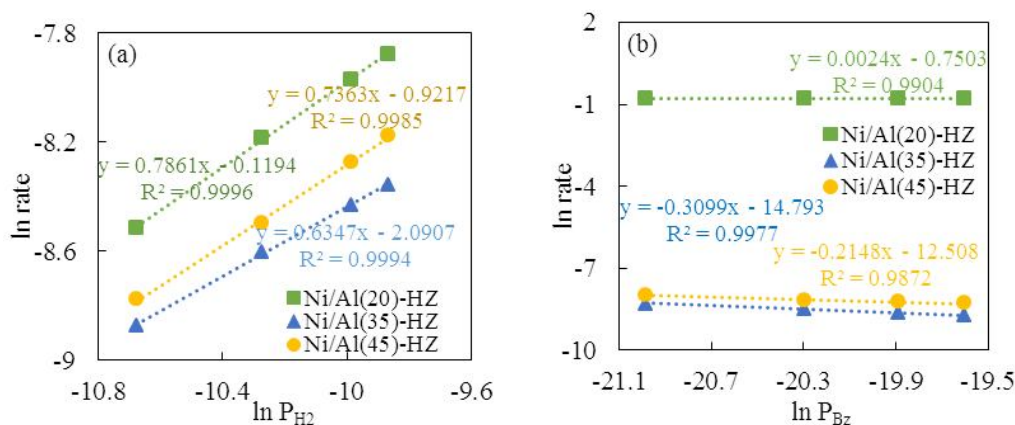 (a)
-7.8
-8.2
-8.6
-9
ln rate
y = 0.7363x - 0.9217
R² = 0.9985
y = 0.7861x - 0.1194
R² = 0.9996
y = 0.6347x - 2.0907
R² = 0.9994
Ni/Al(20)-HZ
Ni/Al(35)-HZ
Ni/Al(45)-HZ
-10.8 -10.4 -10 -9.6
ln P_H2
(b)
2
-1
-4
-7
-10
ln rate
y = 0.0024x - 0.7503
R² = 0.9904
Ni/Al(20)-HZ
Ni/Al(35)-HZ
Ni/Al(45)-HZ
y = -0.3099x - 14.793
R² = 0.9977
y = -0.2148x - 12.508
R² = 0.9872
-21.1 -20.7 -20.3 -19.9 -19.5
ln P_Bz